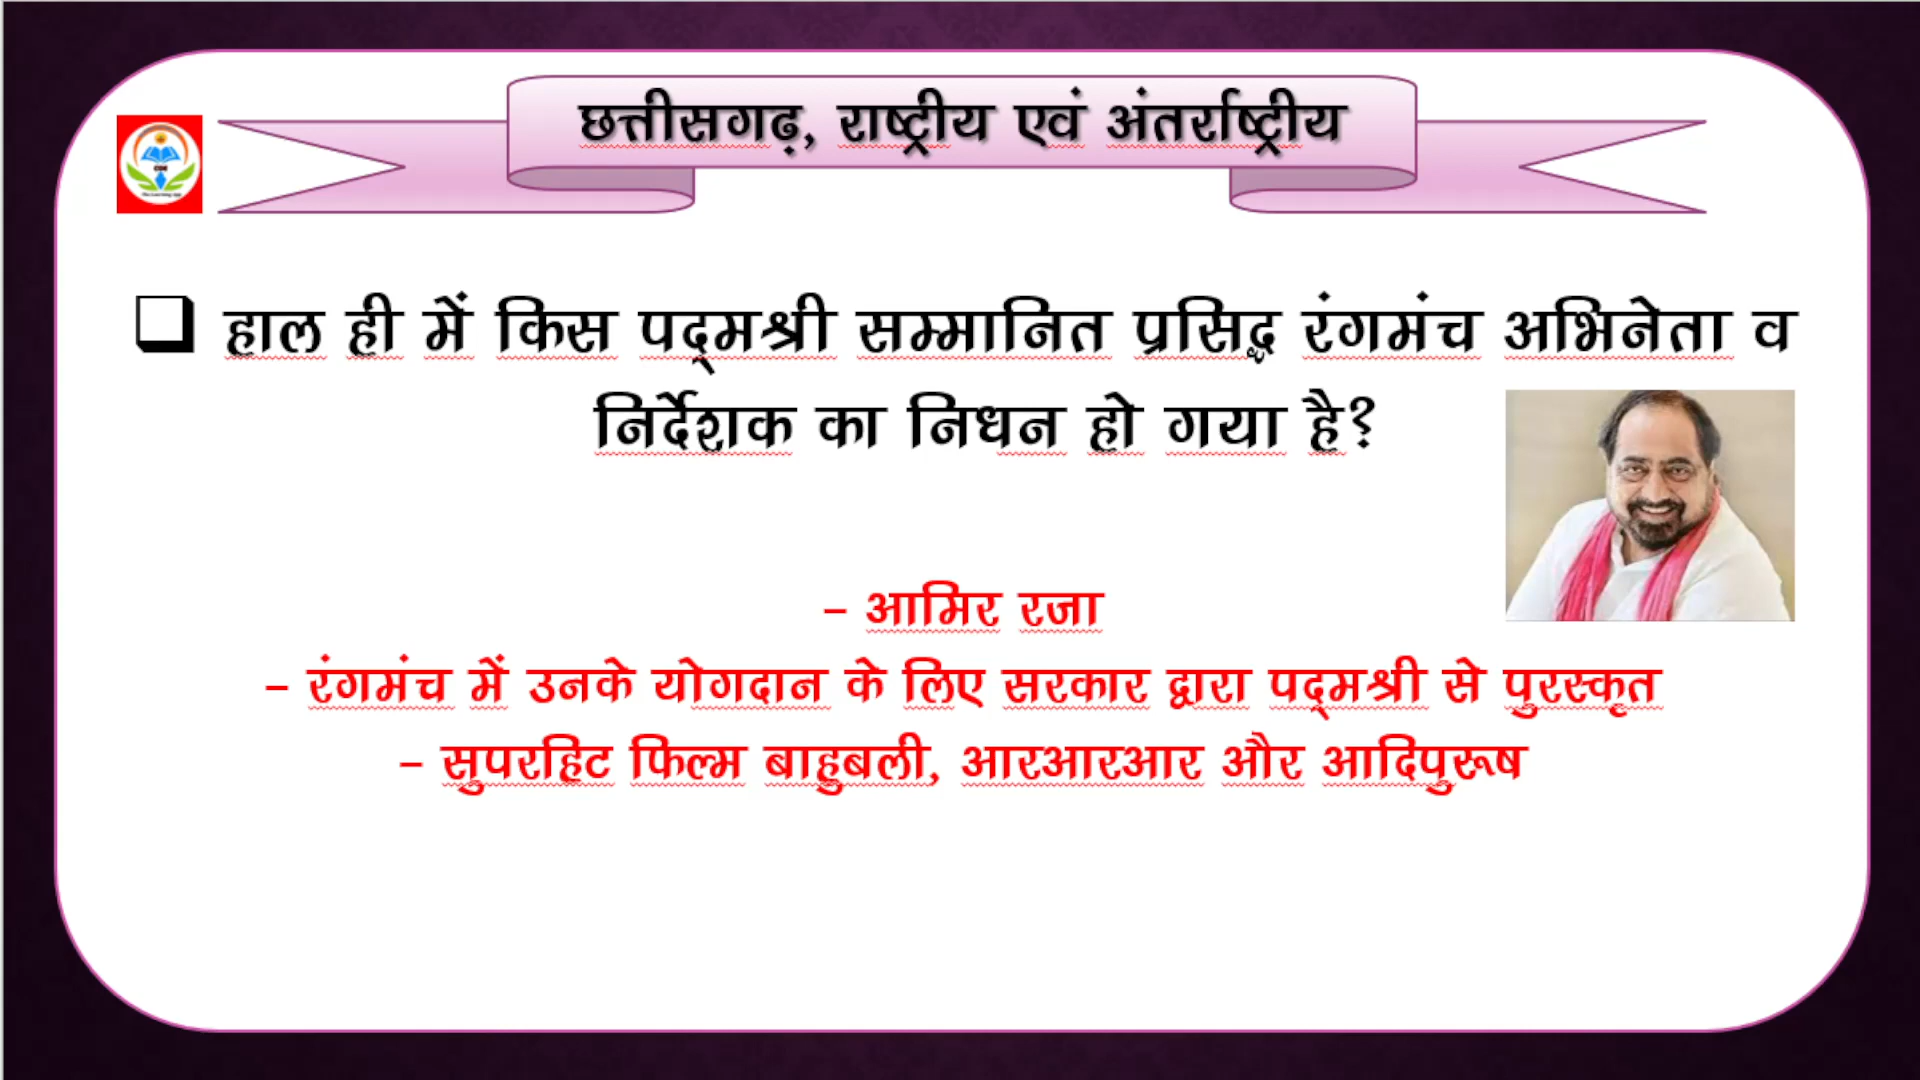 छत्तीसगढ़, राष्ट्रीय एवं अंतर्राष्ट्रीय
हाल ही में किस पद्मश्री सम्मानित प्रसिद्ध रंगमंच अभिनेता व
निर्देशक का निधन हो गया है?
– आमिर रजा
– रंगमंच में उनके योगदान के लिए सरकार द्वारा पद्मश्री से पुरस्कृत
– सुपरहिट फिल्म बाहुबली, आरआरआर और आदिपुरूष